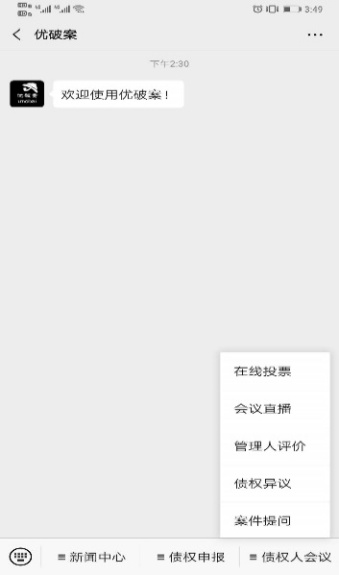 3:49
优破案
下午2:30
欢迎使用优破案！
在线投票
会议直播
管理人评价
债权异议
案件提问
新闻中心
债权申报
债权人会议